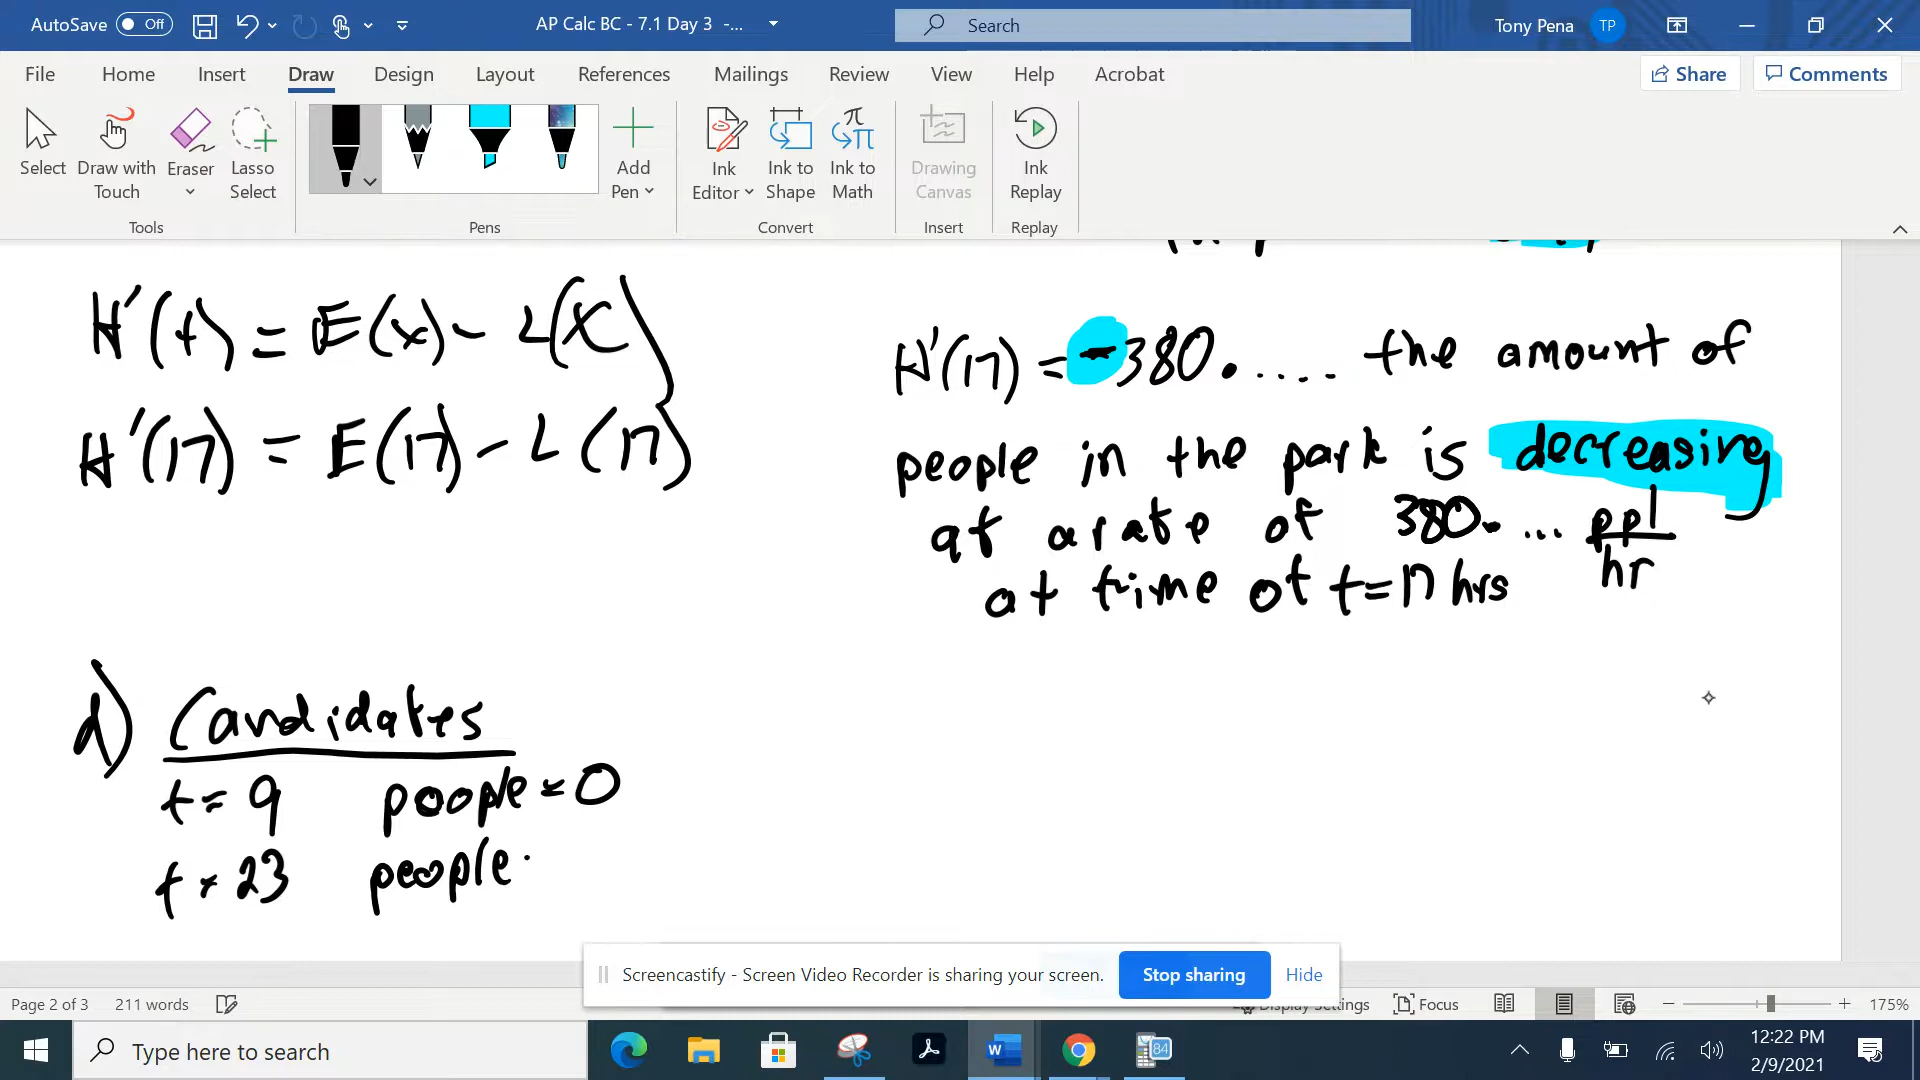 AutoSave Off AP Calc BC - 7.1 Day 3 -... Search Tony Pena TP
File Home Insert Draw Design Layout References Mailings Review View Help Acrobat Share Comments
Select Draw with Touch Eraser Lasso Select Add Pen Ink Editor Ink to Shape Ink to Math Drawing Canvas Ink Replay
Tools Pens Convert Insert Replay
H'(t) = E(x) - L(x)
H'(17) = E(17) - L(17)
H'(17) = -380..... the amount of
people in the park is decreasing
at a rate of 380. ... ppl/hr
at time of t=17 hrs
d) Candidates
t = 9 people = 0
t = 23 people
Screencastify - Screen Video Recorder is sharing your screen. Stop sharing Hide
Page 2 of 3 211 words Display Settings Focus 175%
Type here to search 84 12:22 PM
2/9/2021